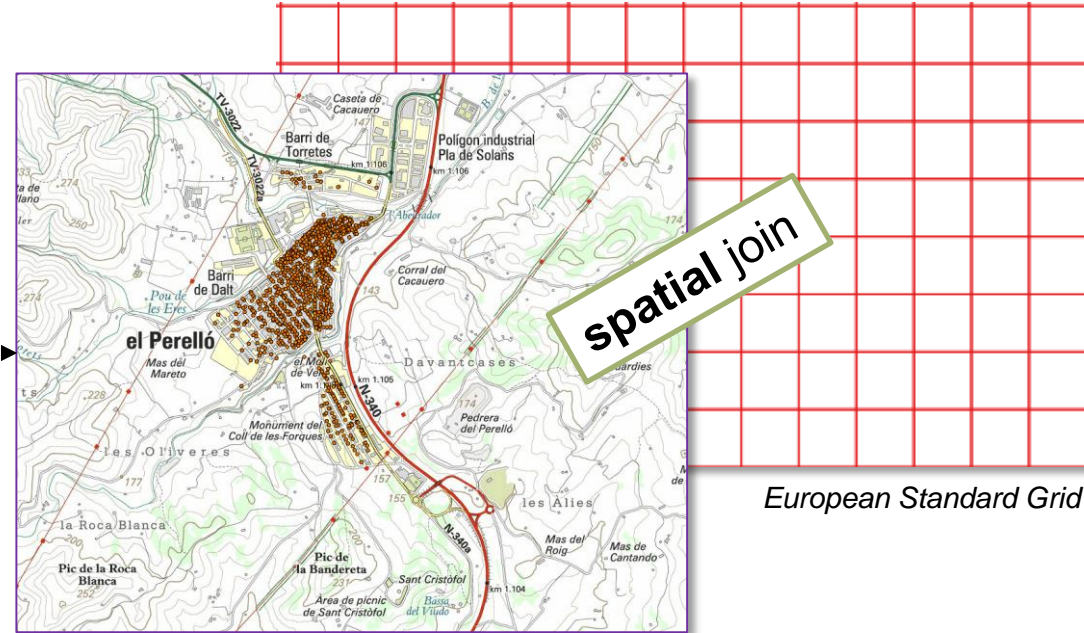 TV-3022
Caseta de
Cacauero
147
B. de
Barri de
Torretes
Polígon industrial
Pla de Solans
km 1.106
km 1.106
TV-3022a
150
150
274
250
l'Abeurador
174
spatial join
Barri
de Dalt
Corral del
Cacauero
274
Pou de
les Eres
143
el Perelló
Mas del
Mareto
el Molí
de Vent
Davantcases
km 1.105
228
N-340
174
Pedrera
del Perelló
Monument del
Coll de les Forques
les Oliveres
177
157
155
les Àlies
European Standard Grid
la Roca Blanca
200
200
N-340a
Mas del
Roig
Mas de
Cantando
Pic de la Roca
Blanca
252
Pic de
la Bandereta
231
Sant Cristòfol
km 1.104
Àrea de pícnic
de Sant Cristòfol
Bassa
del Viudo